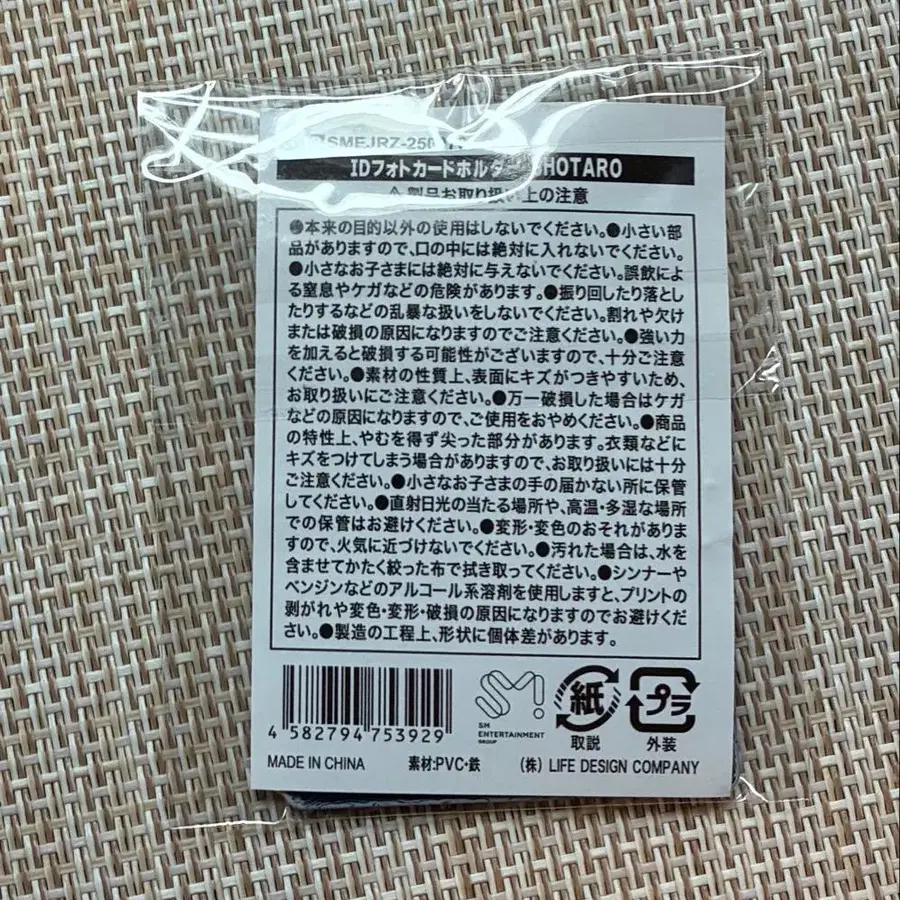 SMEJRZ-250
IDフォトカードホルダー SHOTARO
製品お取り扱い上の注意
●本来の目的以外の使用はしないでください。●小さい部
品がありますので、口の中には絶対に入れないでください。
●小さなお子さまには絶対に与えないでください。誤飲によ
る窒息やケガなどの危険があります。●振り回したり落とし
たりするなどの乱暴な扱いをしないでください。割れや欠け
または破損の原因になりますのでご注意ください。●強い力
を加えると破損する可能性がございますので、十分ご注意
ください。●素材の性質上、表面にキズがつきやすいため、
お取り扱いにご注意ください。●万一破損した場合はケガ
などの原因になりますので、ご使用をおやめください。●商品
の特性上、やむを得ず尖った部分があります。衣類などに
キズをつけてしまう場合がありますので、お取り扱いには十分
ご注意ください。●小さなお子さまの手の届かない所に保管
してください。●直射日光の当たる場所や、高温・多湿な場所
での保管はお避けください。●変形・変色のおそれがありま
すので、火気に近づけないでください。●汚れた場合は、水を
含ませてかたく絞った布で拭き取ってください。●シンナーや
ベンジンなどのアルコール系溶剤を使用しますと、プリントの
剥がれや変色・変形・破損の原因になりますのでお避けくだ
さい。●製造の工程上、形状に個体差があります。
4 582794 753929
SM
SM
ENTERTAINMENT
GROUP
紙
取説
プラ
外装
MADE IN CHINA 素材:PVC・鉄 (株) LIFE DESIGN COMPANY